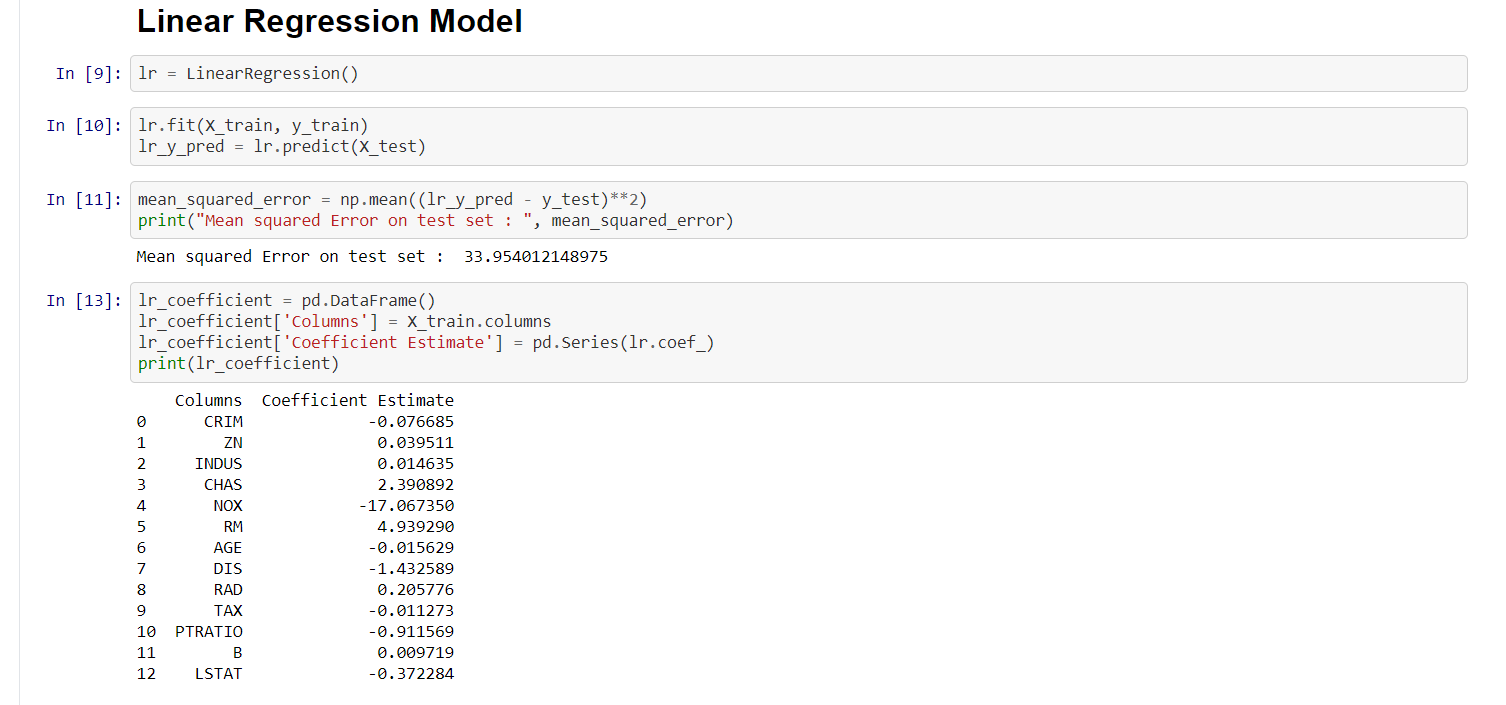 Linear Regression Model
In [9]: lr = LinearRegression()
In [10]: lr.fit(X_train, y_train)
lr_y_pred = lr.predict(X_test)
In [11]: mean_squared_error = np.mean((lr_y_pred - y_test)**2)
print("Mean squared Error on test set : ", mean_squared_error)
Mean squared Error on test set :  33.954012148975
In [13]: lr_coefficient = pd.DataFrame()
lr_coefficient['Columns'] = X_train.columns
lr_coefficient['Coefficient Estimate'] = pd.Series(lr.coef_)
print(lr_coefficient)
Columns  Coefficient Estimate
0 CRIM -0.076685
1 ZN 0.039511
2 INDUS 0.014635
3 CHAS 2.390892
4 NOX -17.067350
5 RM 4.939290
6 AGE -0.015629
7 DIS -1.432589
8 RAD 0.205776
9 TAX -0.011273
10 PTRATIO -0.911569
11 B 0.009719
12 LSTAT -0.372284